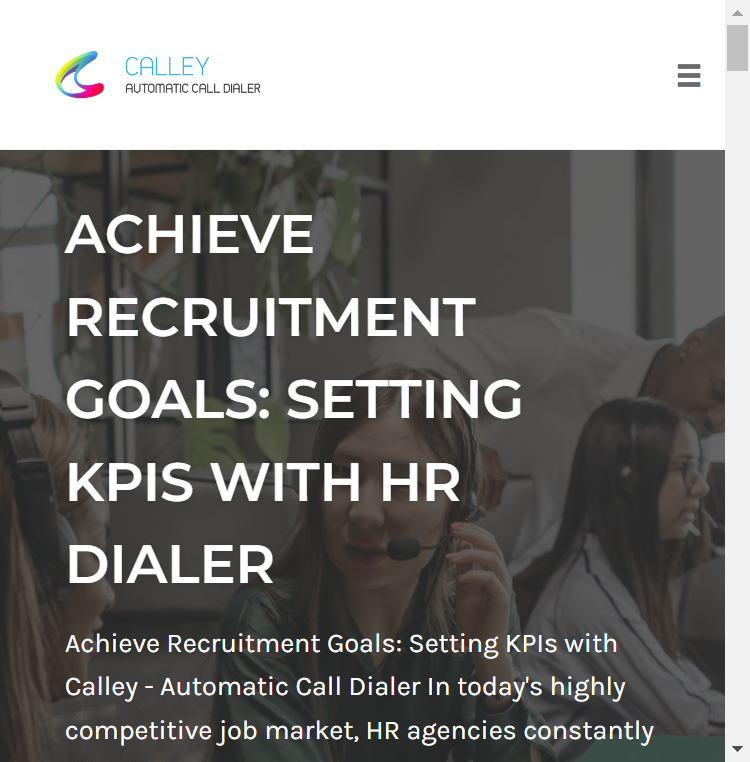 CALLEY
AUTOMATIC CALL DIALER
ACHIEVE
RECRUITMENT
GOALS: SETTING
KPIS WITH HR
DIALER
Achieve Recruitment Goals: Setting KPIs with
Calley - Automatic Call Dialer In today's highly
competitive job market, HR agencies constantly